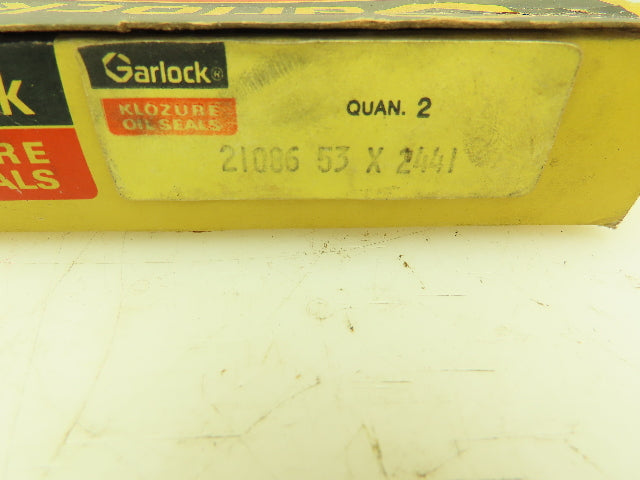 Garlock®
KLOZURE
OIL SEALS
QUAN. 2
21086 53 X 2441
k
RE
ALS